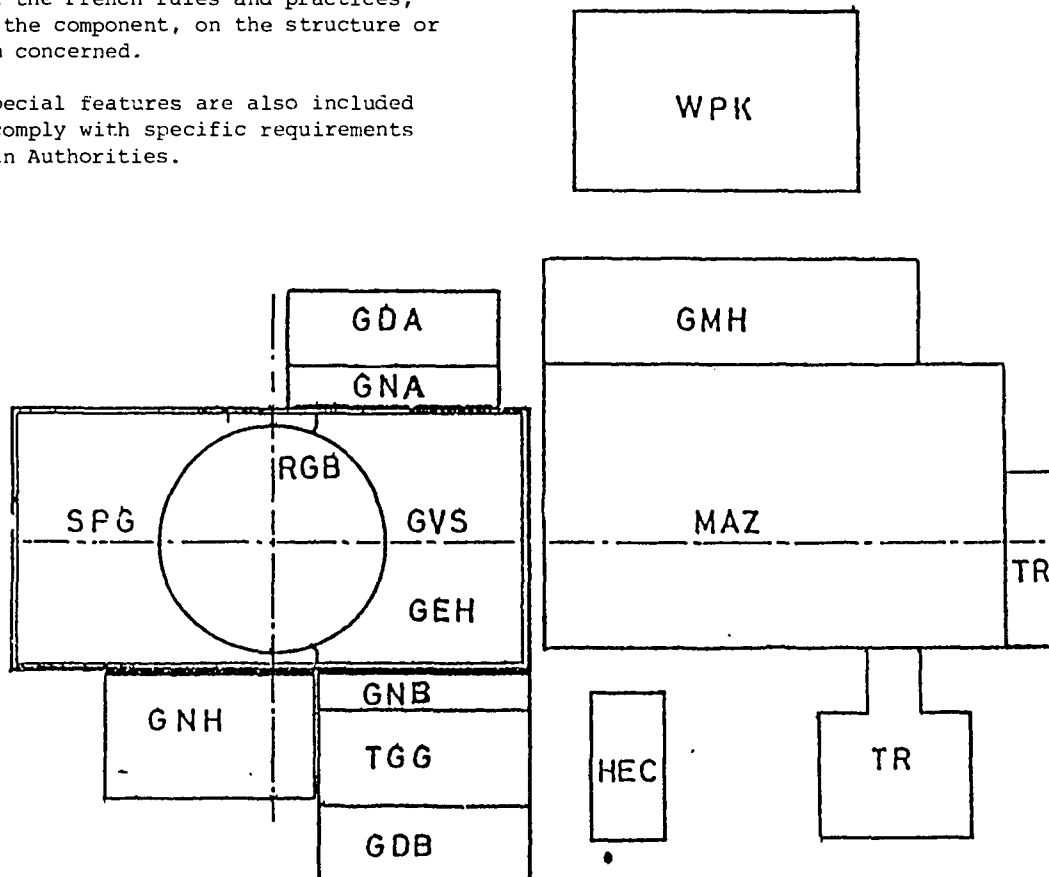 the French rules and practices,
the component, on the structure or
concerned.
special features are also included
comply with specific requirements
Authorities.
WPK
GDA
GMH
GNA
RGB
SPG
GVS
MAZ
TR
GEH
GNB
GNH
TGG
HEC
TR
GDB